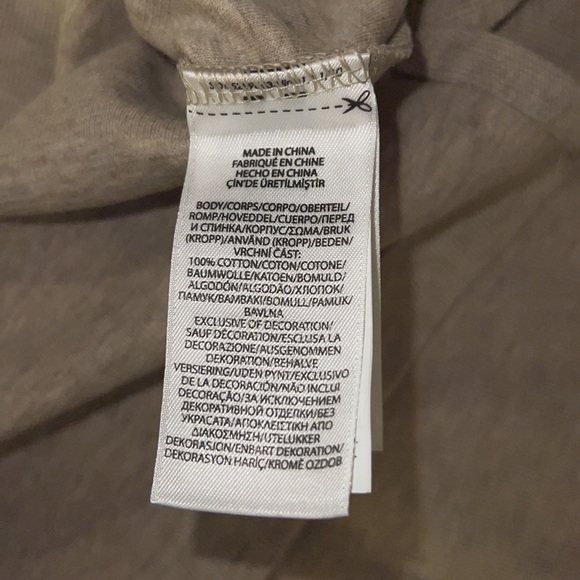 MADE IN CHINA
FABRIQUÉ EN CHINE
HECHO EN CHINA
ÇİN'DE ÜRETİLMİŞTİR
BODY/CORPS/CORPO/OBERTEIL/
ROMP/HOVEDDEL/CUERPO/ПЕРЕД
И СПИНКА/КОРПУС/ΣΩΜΑ/BRUK
(KROPP)/ANVÄND (KROPP)/BEDEN/
VRCHNÍ ČÁST:
100% COTTON/COTON/COTONE/
BAUMWOLLE/KATOEN/BOMULD/
ALGODÓN/ALGODÃO/ХЛОПОК/
ПАМУК/ΒΑΜΒΑΚΙ/BOMULL/PAMUK/
BAVLNA
EXCLUSIVE OF DECORATION/
SAUF DÉCORATION/ESCLUSA LA
DECORAZIONE/AUSGENOMMEN
DEKORATION/BEHALVE
VERSIERING/UDEN PYNT/EXCLUSIVO
DE LA DECORACIÓN/NÃO INCLUI
DECORAÇÃO/ЗА ИСКЛЮЧЕНИЕМ
ДЕКОРАТИВНОЙ ОТДЕЛКИ/БЕЗ
УКРАСАТА/ΑΠΟΚΛΕΙΣΤΙΚΗ ΑΠΟ
ΔΙΑΚΟΣΜΗΣΗ/UTELUKKER
DEKORASJON/ENBART DEKORATION/
DEKORASYON HARİÇ/KROMĚ OZDOB